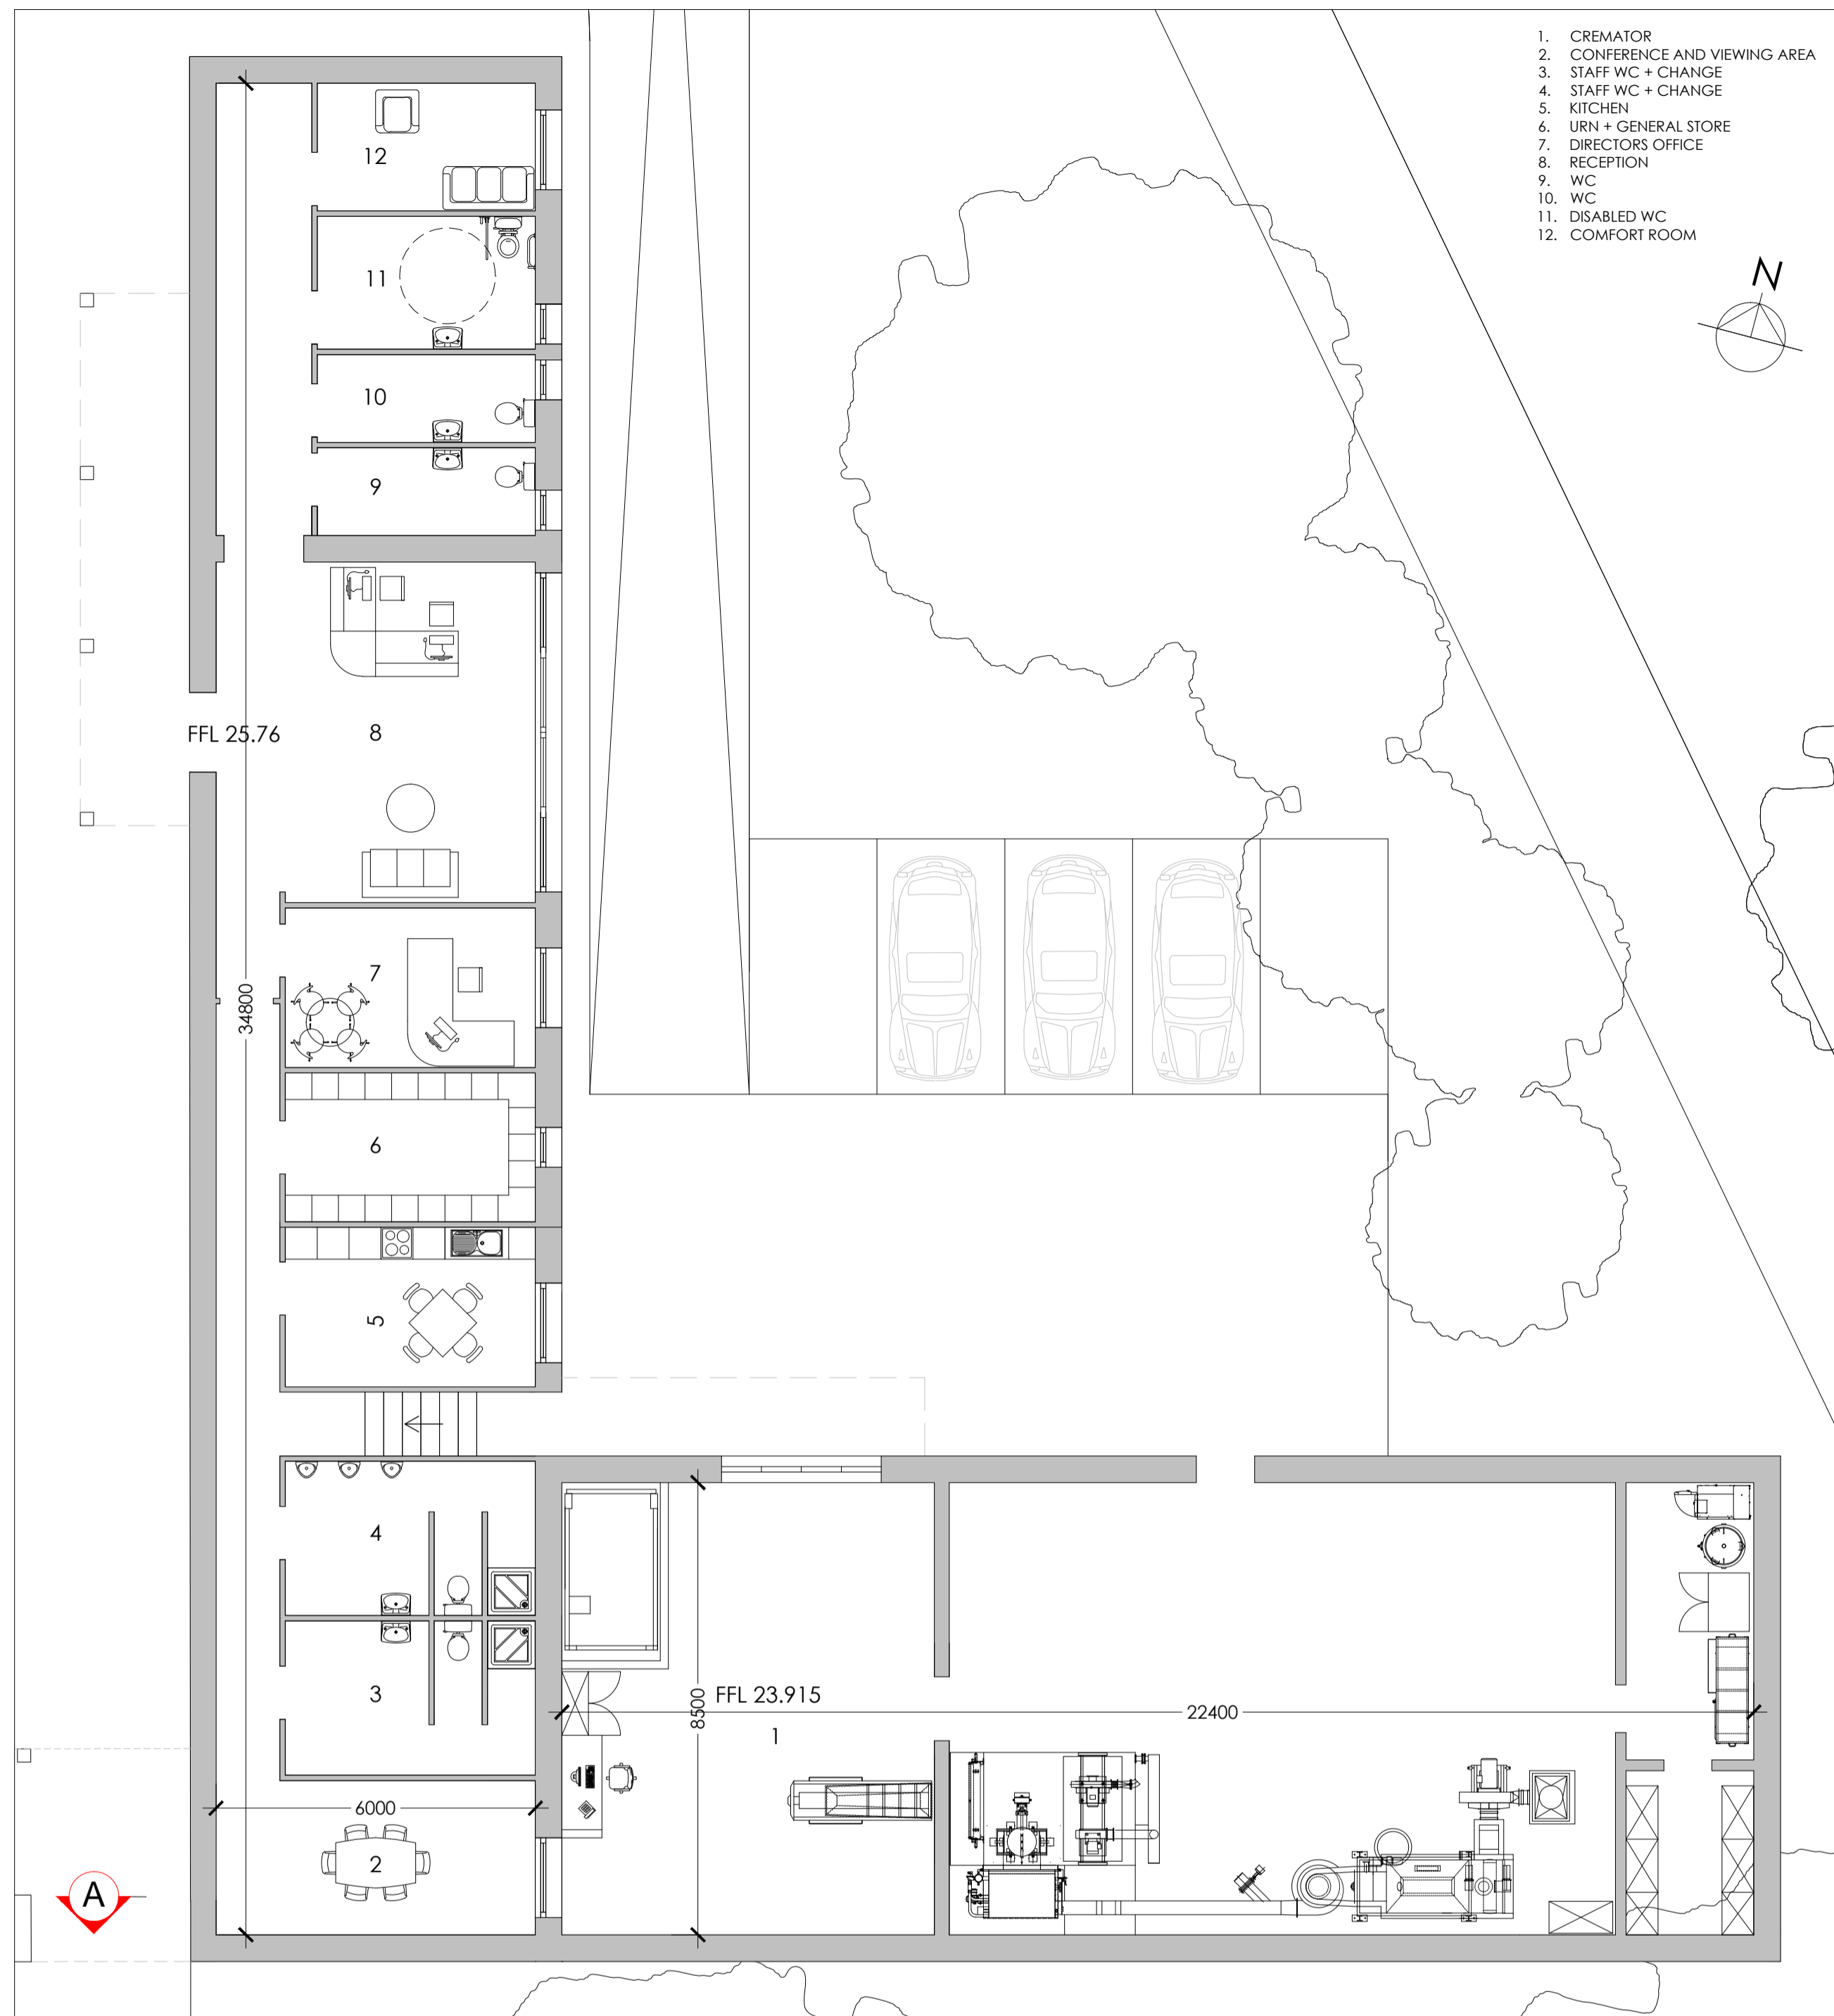 1. CREMATOR
2. CONFERENCE AND VIEWING AREA
3. STAFF WC + CHANGE
4. STAFF WC + CHANGE
5. KITCHEN
6. URN + GENERAL STORE
7. DIRECTORS OFFICE
8. RECEPTION
9. WC
10. WC
11. DISABLED WC
12. COMFORT ROOM
N
12
11
10
9
FFL 25.76
8
7
34800
6
5
4
3
8500
FFL 23.915
22400
1
6000
2
A